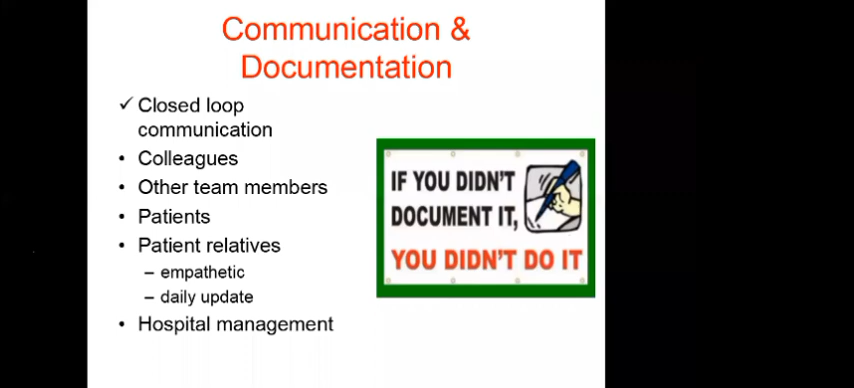 Communication &
Documentation
✓ Closed loop
communication
• Colleagues
• Other team members
• Patients
• Patient relatives
– empathetic
– daily update
• Hospital management
IF YOU DIDN'T
DOCUMENT IT,
YOU DIDN'T DO IT